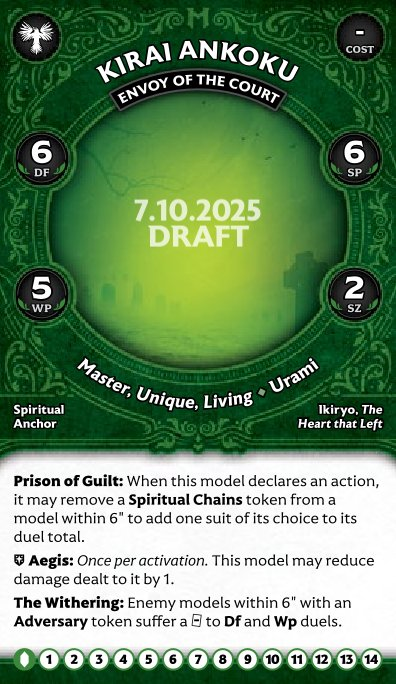 -
COST
KIRAI ANKOKU
ENVOY OF THE COURT
6
DF
6
SP
7.10.2025
DRAFT
5
WP
2
SZ
Master, Unique, Living ◆ Urami
Spiritual
Anchor
Ikiryo, The
Heart that Left
Prison of Guilt: When this model declares an action,
it may remove a Spiritual Chains token from a
model within 6" to add one suit of its choice to its
duel total.
Aegis: Once per activation. This model may reduce
damage dealt to it by 1.
The Withering: Enemy models within 6" with an
Adversary token suffer a to Df and Wp duels.
1 2 3 4 5 6 7 8 9 10 11 12 13 14